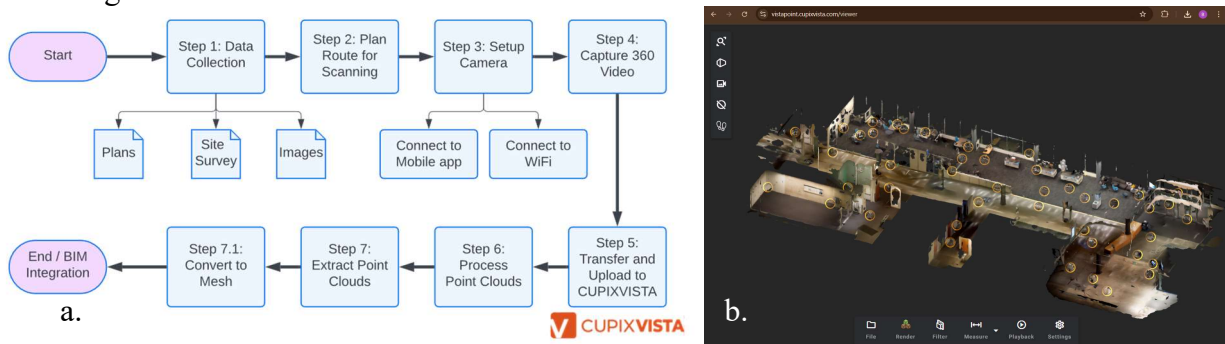 Start
Step 1: Data
Collection
Step 2: Plan
Route for
Scanning
Step 3: Setup
Camera
Step 4:
Capture 360
Video
Plans
Site
Survey
Images
Connect to
Mobile app
Connect to
WiFi
End / BIM
Integration
Step 7.1:
Convert to
Mesh
Step 7:
Extract Point
Clouds
Step 6:
Process
Point Clouds
Step 5:
Transfer and
Upload to
CUPIXVISTA
a.
CUPIXVISTA
vistapoint.cupixvista.com/viewer
b.
File
Render
Filter
Measure
Playback
Settings